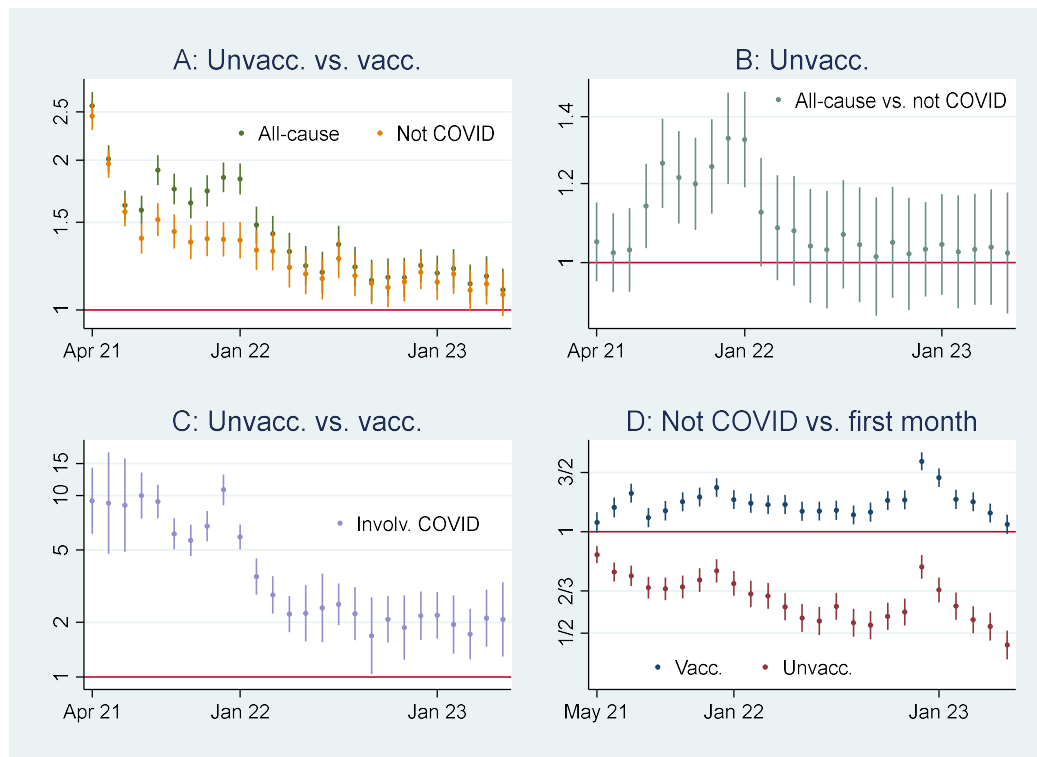 A: Unvacc. vs. vacc.
2.5
2
1.5
1
All-cause
Not COVID
Apr 21
Jan 22
Jan 23
B: Unvacc.
1.4
1.2
1
All-cause vs. not COVID
Apr 21
Jan 22
Jan 23
C: Unvacc. vs. vacc.
15
10
5
2
1
Involv. COVID
Apr 21
Jan 22
Jan 23
D: Not COVID vs. first month
3/2
1
2/3
1/2
Vacc.
Unvacc.
May 21
Jan 22
Jan 23